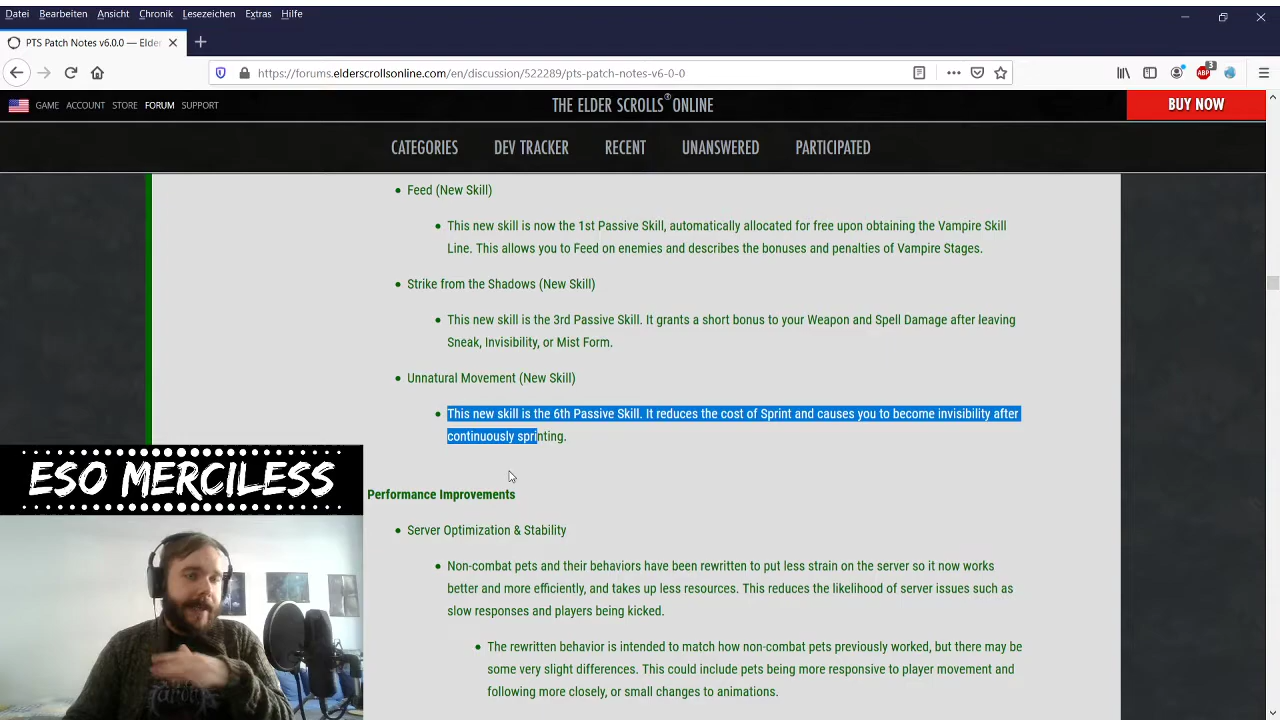 Datei Bearbeiten Ansicht Chronik Lesezeichen Extras Hilfe
PTS Patch Notes v6.0.0 — Elder
https://forums.elderscrollsonline.com/en/discussion/522289/pts-patch-notes-v6-0-0
ABP 3
GAME ACCOUNT STORE FORUM SUPPORT
THE ELDER SCROLLS® ONLINE
BUY NOW
CATEGORIES DEV TRACKER RECENT UNANSWERED PARTICIPATED
Feed (New Skill)
This new skill is now the 1st Passive Skill, automatically allocated for free upon obtaining the Vampire Skill
Line. This allows you to Feed on enemies and describes the bonuses and penalties of Vampire Stages.
Strike from the Shadows (New Skill)
This new skill is the 3rd Passive Skill. It grants a short bonus to your Weapon and Spell Damage after leaving
Sneak, Invisibility, or Mist Form.
Unnatural Movement (New Skill)
This new skill is the 6th Passive Skill. It reduces the cost of Sprint and causes you to become invisibility after
continuously sprinting.
ESO MERCILESS
Performance Improvements
Server Optimization & Stability
Non-combat pets and their behaviors have been rewritten to put less strain on the server so it now works
better and more efficiently, and takes up less resources. This reduces the likelihood of server issues such as
slow responses and players being kicked.
The rewritten behavior is intended to match how non-combat pets previously worked, but there may be
some very slight differences. This could include pets being more responsive to player movement and
following more closely, or small changes to animations.